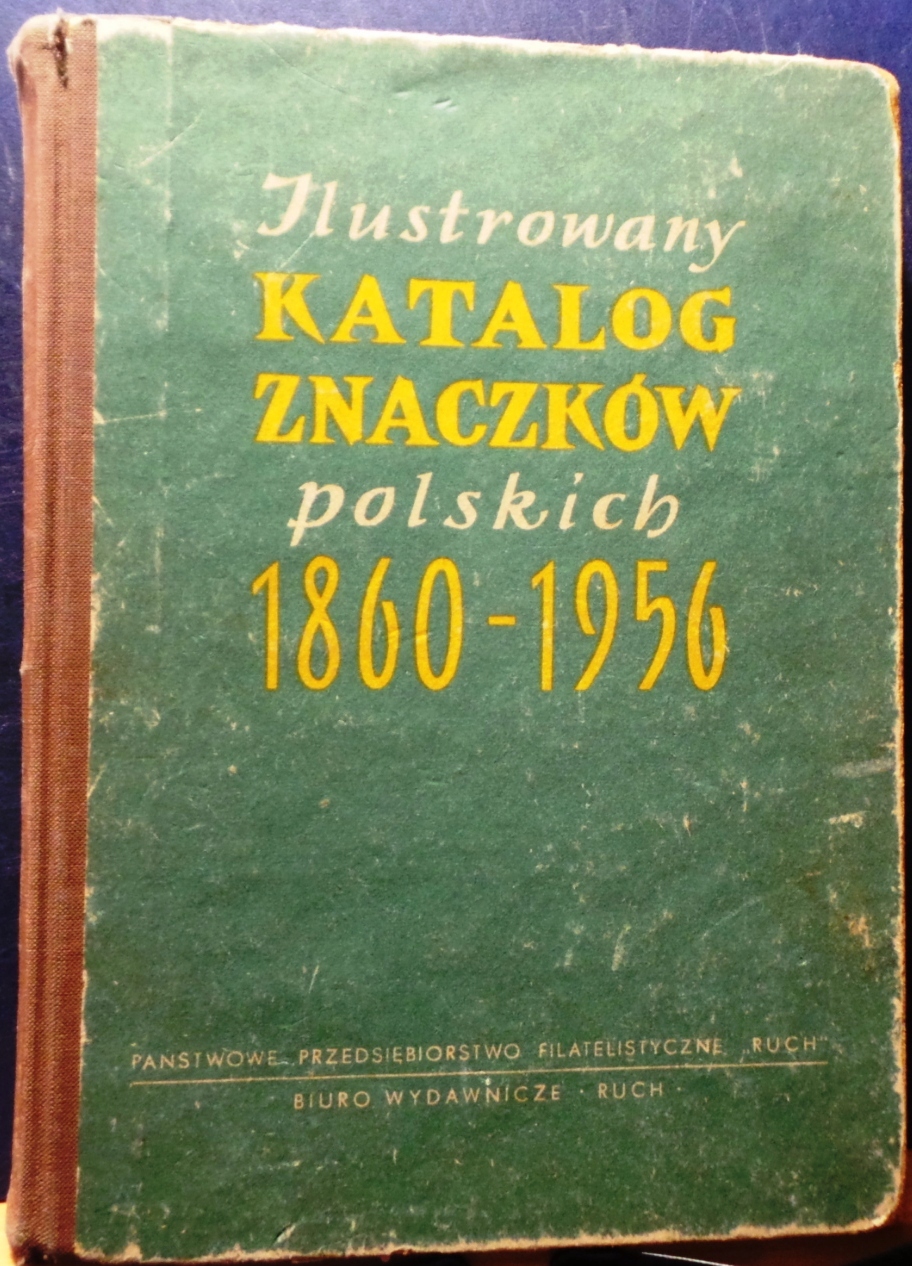 Ilustrowany
KATALOG
ZNACZKÓW
polskich
1860-1956
PANSTWOWE PRZEDSIĘBIORSTWO FILATELISTYCZNE „RUCH"
BIURO WYDAWNICZE · RUCH ·